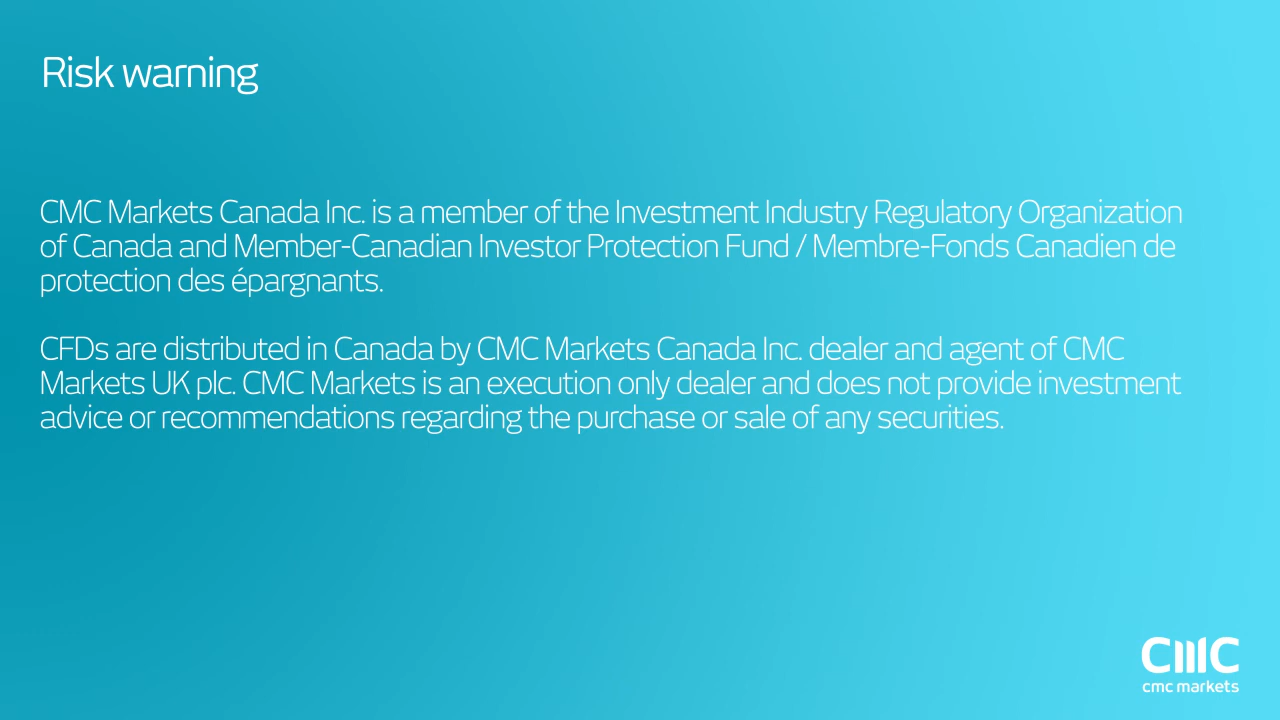 Risk warning
CMC Markets Canada Inc. is a member of the Investment Industry Regulatory Organization
of Canada and Member-Canadian Investor Protection Fund / Membre-Fonds Canadien de
protection des épargnants.
CFDs are distributed in Canada by CMC Markets Canada Inc. dealer and agent of CMC
Markets UK plc. CMC Markets is an execution only dealer and does not provide investment
advice or recommendations regarding the purchase or sale of any securities.
CMC
cmc markets